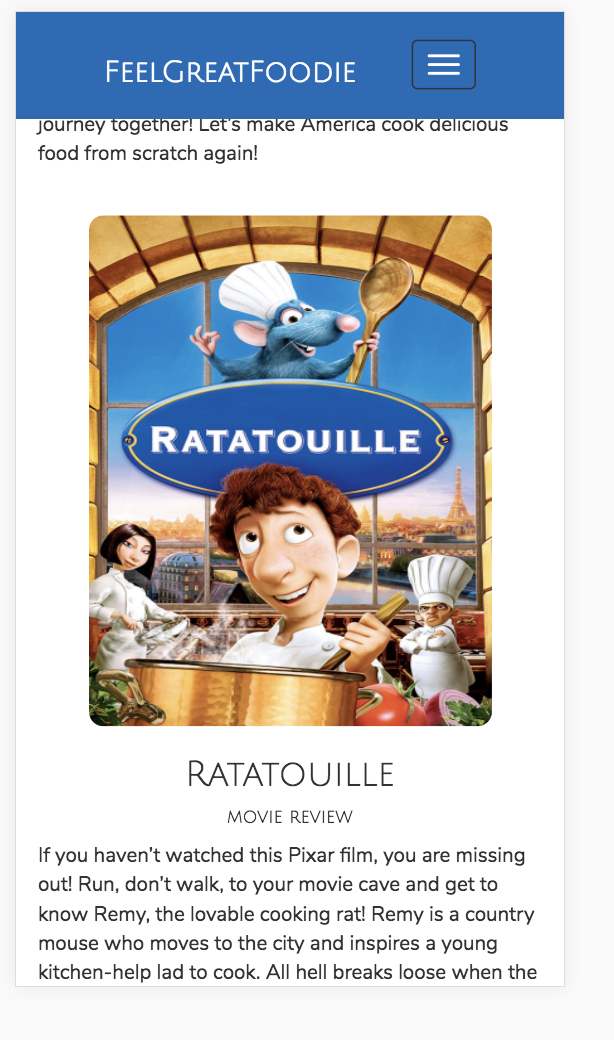 FeelGreatFoodie
journey together! Let's make America cook delicious
food from scratch again!
RATATOUILLE
Ratatouille
movie review
If you haven't watched this Pixar film, you are missing
out! Run, don't walk, to your movie cave and get to
know Remy, the lovable cooking rat! Remy is a country
mouse who moves to the city and inspires a young
kitchen-help lad to cook. All hell breaks loose when the